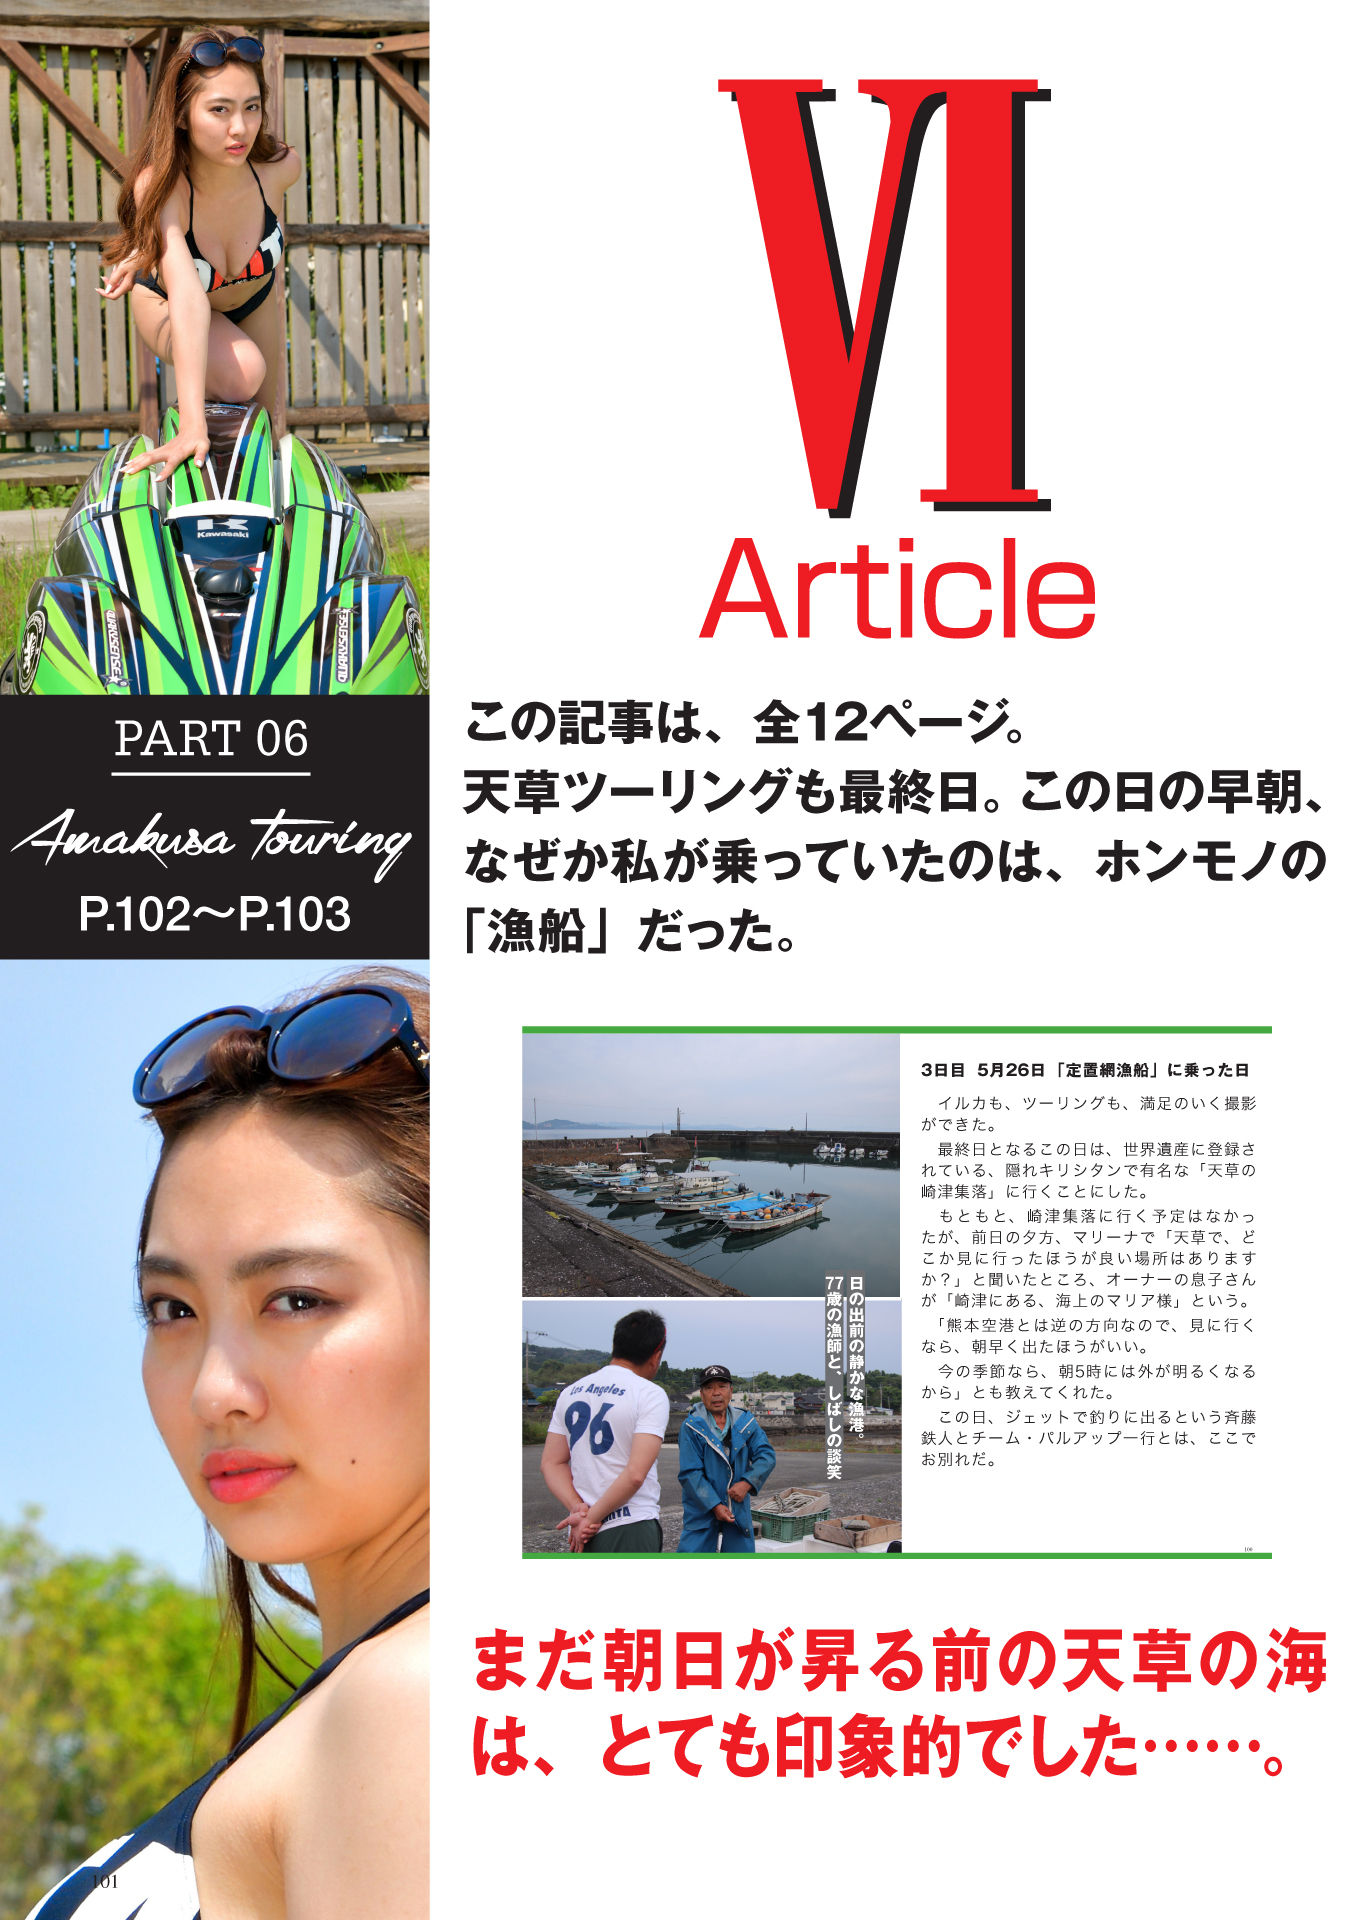 VI
Article
PART 06
Amakusa touring
P.102〜P.103
この記事は、全12ページ。
天草ツーリングも最終日。この日の早朝、
なぜか私が乗っていたのは、ホンモノの
「漁船」だった。
Kawasaki
QUAKYSENSE
QUAKYSENSE
3日目 5月26日「定置網漁船」に乗った日
イルカも、ツーリングも、満足のいく撮影
ができた。
最終日となるこの日は、世界遺産に登録さ
れている、隠れキリシタンで有名な「天草の
崎津集落」に行くことにした。
もともと、崎津集落に行く予定はなかっ
たが、前日の夕方、マリーナで「天草で、ど
こか見に行ったほうが良い場所はあります
か？」と聞いたところ、オーナーの息子さん
が「崎津にある、海上のマリア様」という。
「熊本空港とは逆の方向なので、見に行く
なら、朝早く出たほうがいい。
今の季節なら、朝5時には外が明るくなる
から」とも教えてくれた。
この日、ジェットで釣りに出るという斉藤
鉄人とチーム・パルアップ一行とは、ここで
お別れだ。
日の出前の静かな漁港。
77歳の漁師と、しばしの談笑
Los Angeles
96
100
まだ朝日が昇る前の天草の海
は、とても印象的でした……。
101